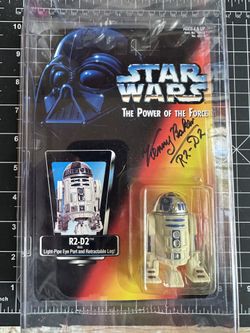 STAR
WARS
THE POWER OF THE FORCE
Kenny Baker
R2-D2
R2-D2™
Light-Pipe Eye Port and Retractable Leg!